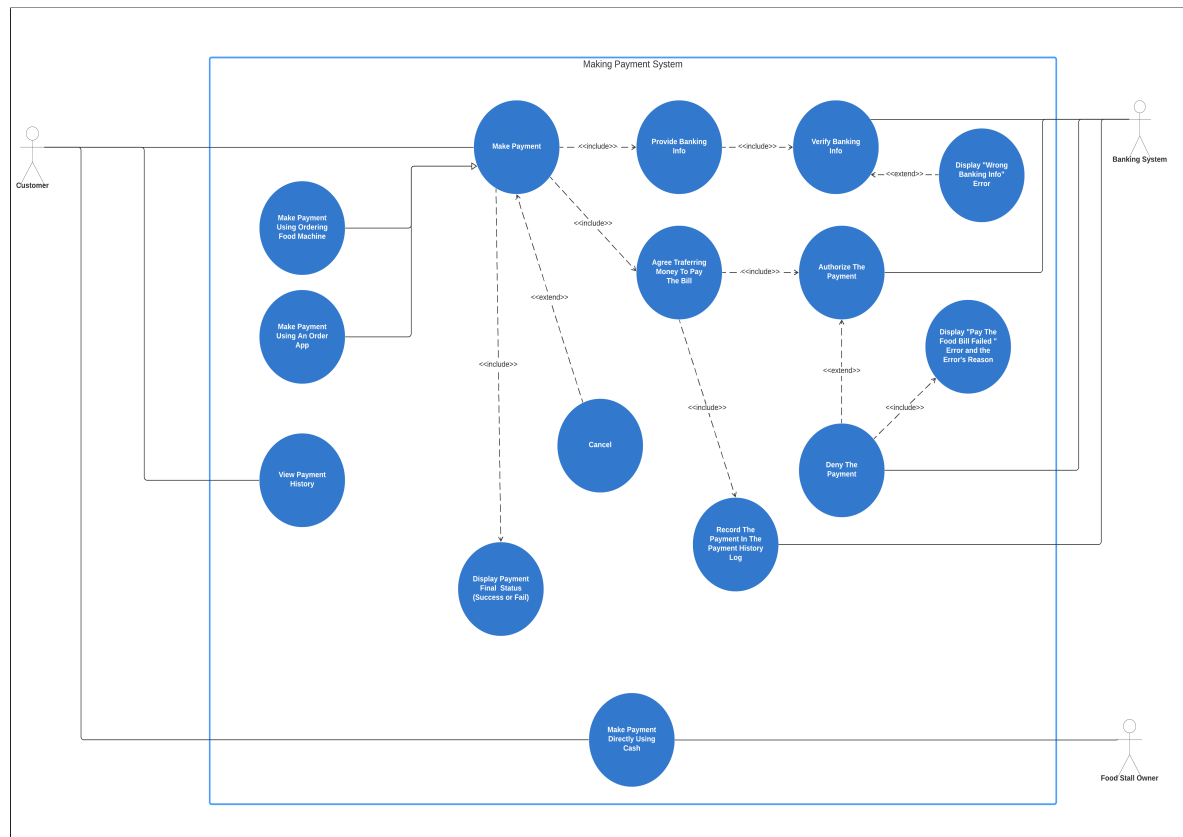 Making Payment System
Customer
Banking System
Food Stall Owner
Make Payment
<<include>>
Provide Banking
Info
<<include>>
Verify Banking
Info
<<extend>>
Display "Wrong
Banking Info"
Error
Make Payment
Using Ordering
Food Machine
<<include>>
Agree Traferring
Money To Pay
The Bill
<<include>>
Authorize The
Payment
Make Payment
Using An Order
App
<<extend>>
<<include>>
<<include>>
<<extend>>
Display "Pay The
Food Bill Failed "
Error and the
Error's Reason
<<include>>
Cancel
Deny The
Payment
View Payment
History
Record The
Payment In The
Payment History
Log
Display Payment
Final Status
(Success or Fail)
Make Payment
Directly Using
Cash